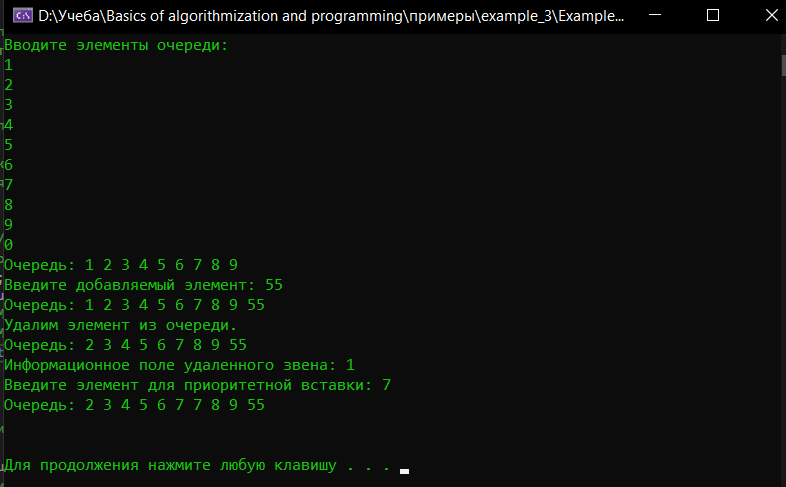 D:\Учеба\Basics of algorithmization and programming\примеры\example_3\Example...
Вводите элементы очереди:
1
2
3
4
5
6
7
8
9
0
Очередь: 1 2 3 4 5 6 7 8 9
Введите добавляемый элемент: 55
Очередь: 1 2 3 4 5 6 7 8 9 55
Удалим элемент из очереди.
Очередь: 2 3 4 5 6 7 8 9 55
Информационное поле удаленного звена: 1
Введите элемент для приоритетной вставки: 7
Очередь: 2 3 4 5 6 7 7 8 9 55
Для продолжения нажмите любую клавишу . . .